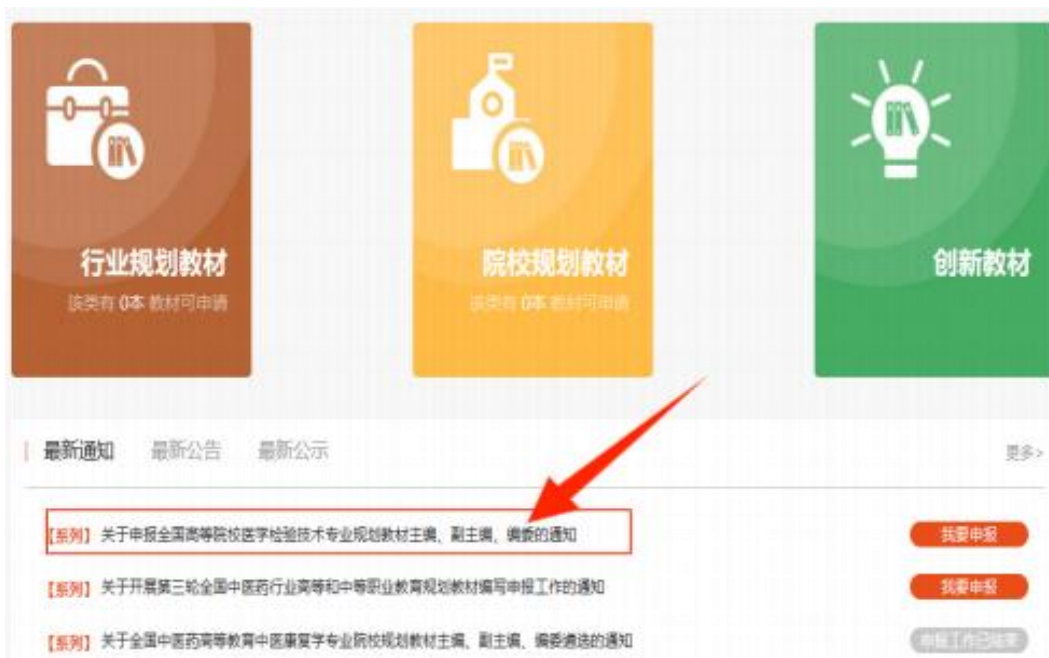 行业规划教材 院校规划教材 创新教材
该类有 0本 教材可申请 该类有 0本 教材可申请
最新通知 最新公告 最新公示 更多>
【系列】 关于申报全国高等院校医学检验技术专业规划教材主编、副主编、编委的通知 我要申报
【系列】 关于开展第三轮全国中医药行业高等和中等职业教育规划教材编写申报工作的通知 我要申报
【系列】 关于全国中医药高等教育中医康复学专业院校规划教材主编、副主编、编委遴选的通知 申报工作已结束